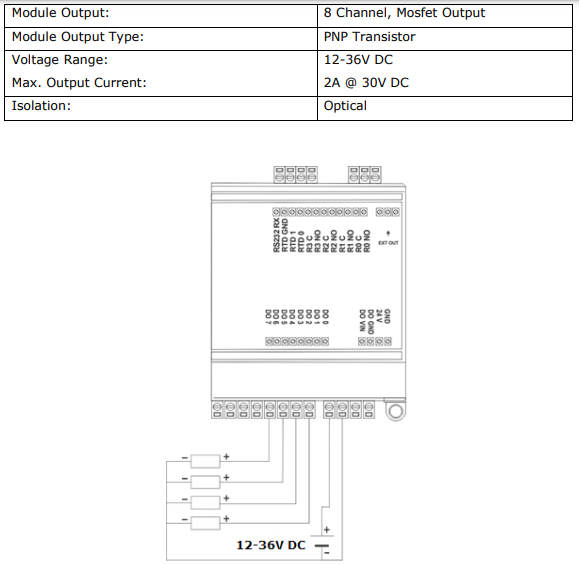 Module Output: 8 Channel, Mosfet Output
Module Output Type: PNP Transistor
Voltage Range: 12-36V DC
Max. Output Current: 2A @ 30V DC
Isolation: Optical
RS232 RX
RTD GND
RTD 1
RTD 0
R3 C
R3 NO
R2 C
R2 NO
R1 C
R1 NO
R0 C
R0 NO
+
EXT OUT
DO 7
DO 6
DO 5
DO 4
DO 3
DO 2
DO 1
DO 0
DO VIN
DO GND
24 V
GND
- +
- +
- +
- +
+
12-36V DC
-